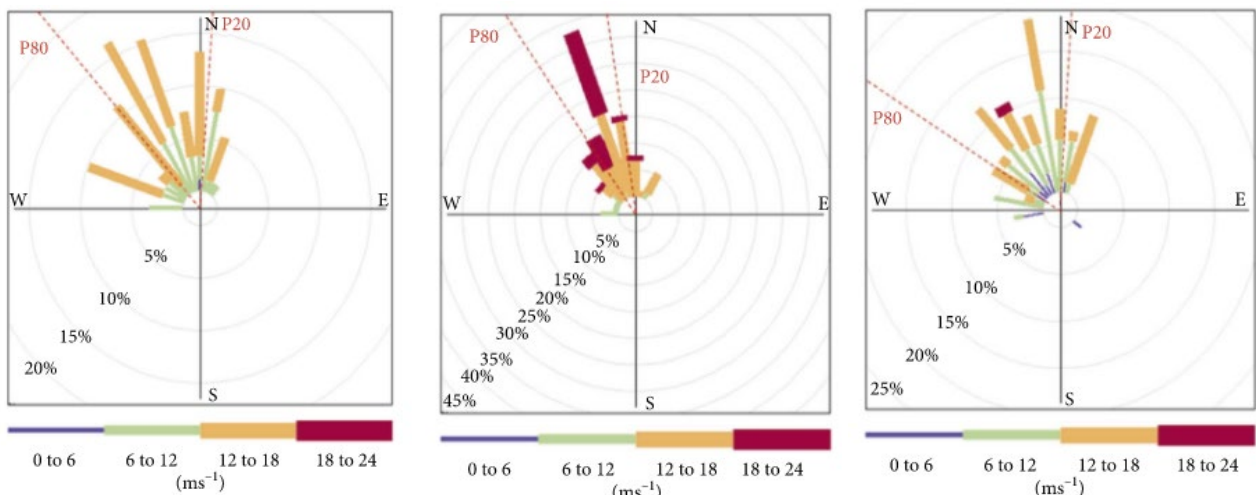 N P20
P80
W
E
5%
10%
15%
20%
S
0 to 6
6 to 12
12 to 18
18 to 24
(ms⁻¹)
P80
N
P20
W
E
5%
10%
15%
20%
25%
30%
35%
40%
45%
S
0 to 6
6 to 12
12 to 18
18 to 24
(ms⁻¹)
N P20
P80
W
E
5%
10%
15%
20%
25%
S
0 to 6
6 to 12
12 to 18
18 to 24
(ms⁻¹)